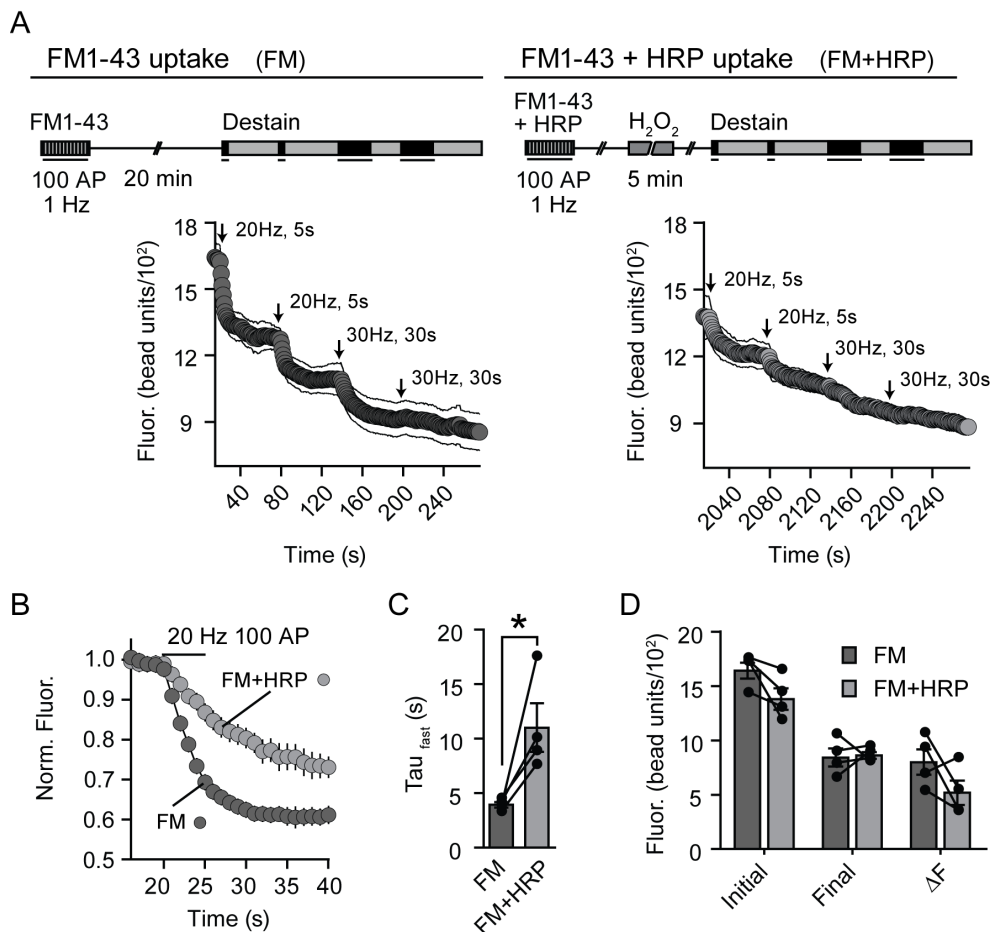 A
FM1-43 uptake (FM)
FM1-43
Destain
100 AP
1 Hz
20 min
Fluor. (bead units/10²)
18
15
12
9
20Hz, 5s
20Hz, 5s
30Hz, 30s
30Hz, 30s
40
80
120
160
200
240
Time (s)
FM1-43 + HRP uptake (FM+HRP)
FM1-43
+ HRP
H₂O₂
Destain
100 AP
1 Hz
5 min
Fluor. (bead units/10²)
18
15
12
9
20Hz, 5s
20Hz, 5s
30Hz, 30s
30Hz, 30s
2040
2080
2120
2160
2200
2240
Time (s)
B
Norm. Fluor.
1.0
0.9
0.8
0.7
0.6
0.5
20 Hz 100 AP
FM+HRP
FM
20
25
30
35
40
Time (s)
C
Tau fast (s)
20
15
10
5
0
*
FM
FM+HRP
D
Fluor. (bead units/10²)
20
15
10
5
0
FM
FM+HRP
Initial
Final
ΔF